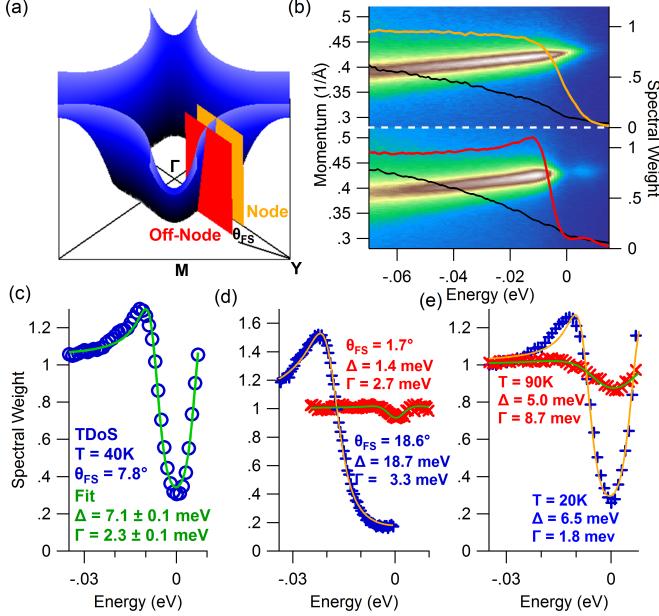 (a)
Γ
Node
Off-Node
θFS
M
Y
(b)
Momentum (1/Å)
.5
.45
.4
.35
.3
.5
.45
.4
.35
.3
1
.5
0
1
.5
0
Spectral Weight
-.06
-.04
-.02
0
Energy (eV)
(c)
Spectral Weight
1.2
1
.8
.6
.4
.2
0
TDoS
T = 40K
θFS = 7.8°
Fit
Δ = 7.1 ± 0.1 meV
Γ = 2.3 ± 0.1 meV
-.03
0
Energy (eV)
(d)
1.6
1.4
1.2
1
.8
.6
.4
.2
0
θFS = 1.7°
Δ = 1.4 meV
Γ = 2.7 meV
θFS = 18.6°
Δ = 18.7 meV
Γ = 3.3 meV
-.03
0
Energy (eV)
(e)
1.2
1
.8
.6
.4
.2
0
T = 90K
Δ = 5.0 meV
Γ = 8.7 mev
T = 20K
Δ = 6.5 meV
Γ = 1.8 mev
-.03
0
Energy (eV)